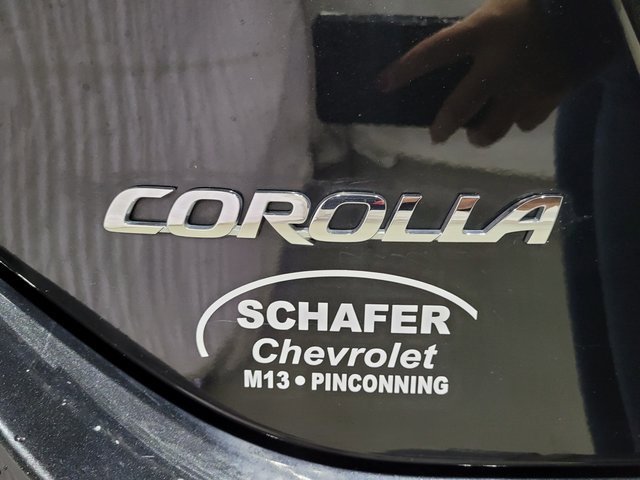 COROLLA
SCHAFER
Chevrolet
M13 • PINCONNING